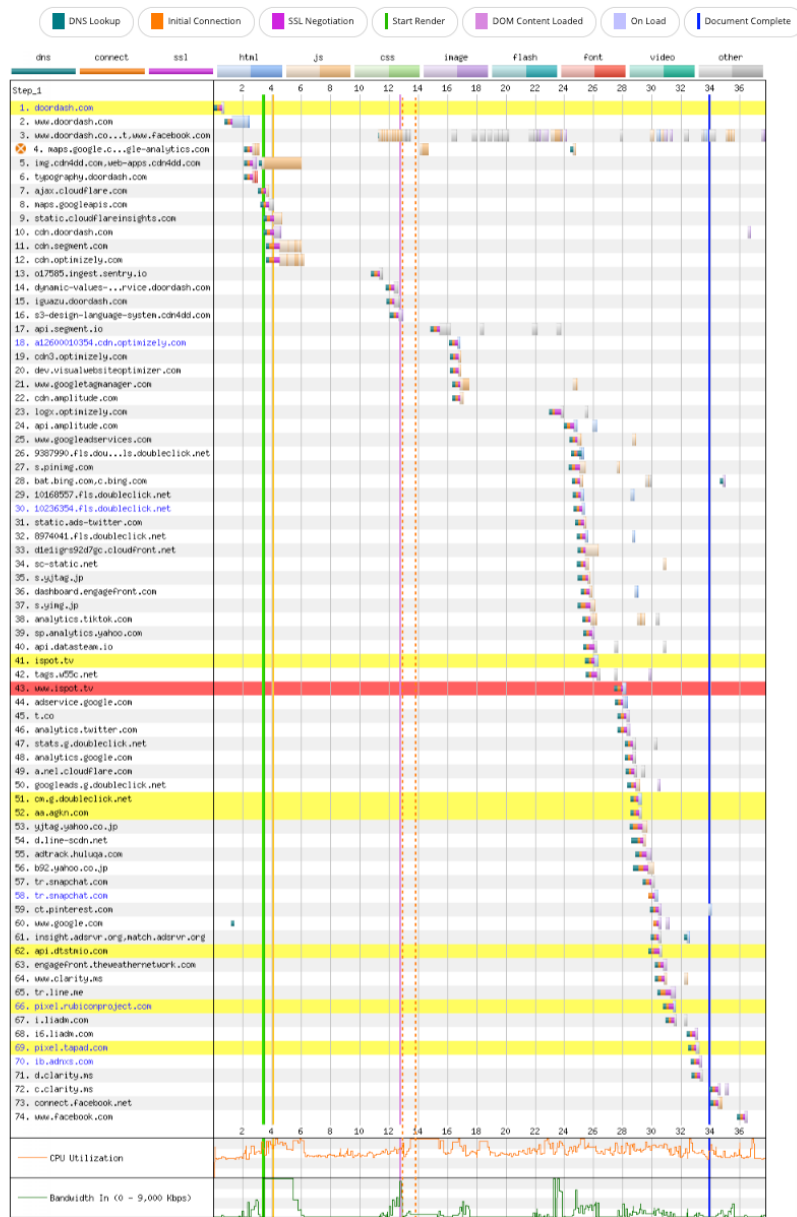 DNS Lookup Initial Connection SSL Negotiation Start Render DOM Content Loaded On Load Document Complete
dns connect ssl html js css image flash font video other
Step_1
2 4 6 8 10 12 14 16 18 20 22 24 26 28 30 32 34 36
1. doordash.com
2. www.doordash.com
3. www.doordash.co...t,www.facebook.com
4. maps.google.c...gle-analytics.com
5. img.cdn4dd.com,web-apps.cdn4dd.com
6. typography.doordash.com
7. ajax.cloudflare.com
8. maps.googleapis.com
9. static.cloudflareinsights.com
10. cdn.doordash.com
11. cdn.segment.com
12. cdn.optimizely.com
13. o17585.ingest.sentry.io
14. dynamic-values-...rvice.doordash.com
15. iguazu.doordash.com
16. s3-design-language-system.cdn4dd.com
17. api.segment.io
18. a12600010354.cdn.optimizely.com
19. cdn3.optimizely.com
20. dev.visualwebsiteoptimizer.com
21. www.googletagmanager.com
22. cdn.amplitude.com
23. logx.optimizely.com
24. api.amplitude.com
25. www.googleadservices.com
26. 9387990.fls.dou...ls.doubleclick.net
27. s.pinimg.com
28. bat.bing.com,c.bing.com
29. 10168557.fls.doubleclick.net
30. 10236354.fls.doubleclick.net
31. static.ads-twitter.com
32. 8974041.fls.doubleclick.net
33. d1e1igrs92d7gc.cloudfront.net
34. sc-static.net
35. s.yjtag.jp
36. dashboard.engagefront.com
37. s.yimg.jp
38. analytics.tiktok.com
39. sp.analytics.yahoo.com
40. api.datasteam.io
41. ispot.tv
42. tags.w55c.net
43. www.ispot.tv
44. adservice.google.com
45. t.co
46. analytics.twitter.com
47. stats.g.doubleclick.net
48. analytics.google.com
49. a.nel.cloudflare.com
50. googleads.g.doubleclick.net
51. cm.g.doubleclick.net
52. aa.agkn.com
53. yjtag.yahoo.co.jp
54. d.line-scdn.net
55. adtrack.huluqa.com
56. b92.yahoo.co.jp
57. tr.snapchat.com
58. tr.snapchat.com
59. ct.pinterest.com
60. www.google.com
61. insight.adsrvr.org,match.adsrvr.org
62. api.dtstmio.com
63. engagefront.theweathernetwork.com
64. www.clarity.ms
65. tr.line.me
66. pixel.rubiconproject.com
67. i.liadm.com
68. i6.liadm.com
69. pixel.tapad.com
70. ib.adnxs.com
71. d.clarity.ms
72. c.clarity.ms
73. connect.facebook.net
74. www.facebook.com
2 4 6 8 10 12 14 16 18 20 22 24 26 28 30 32 34 36
CPU Utilization
Bandwidth In (0 - 9,000 Kbps)